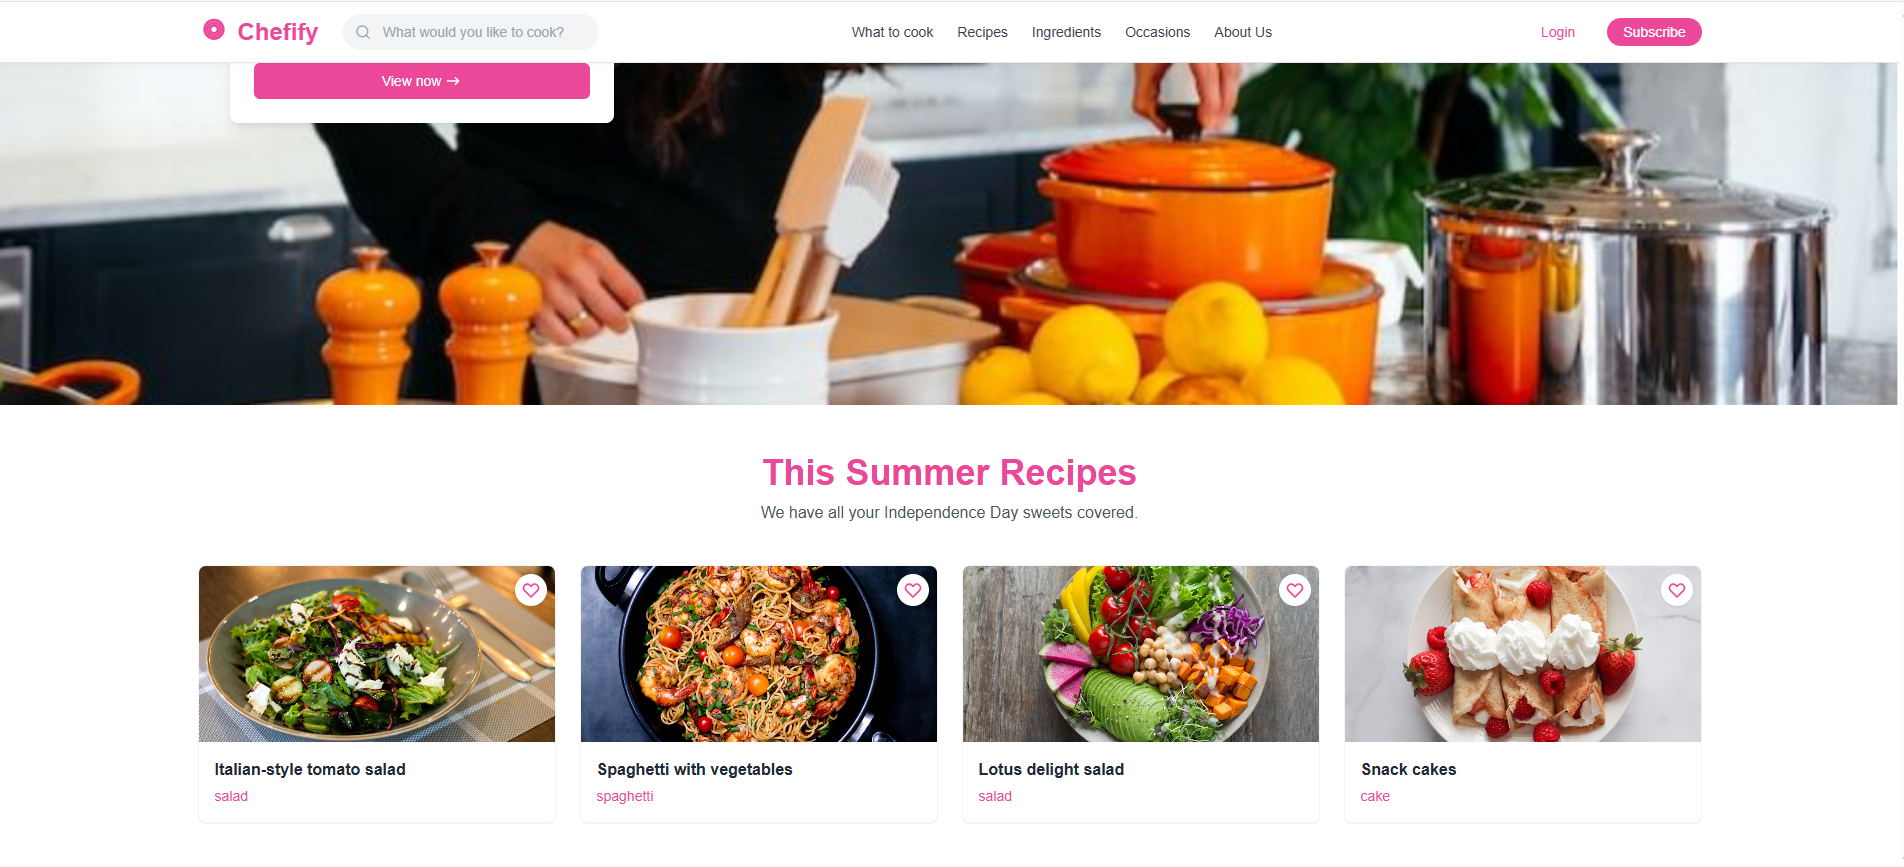 Chefify
What would you like to cook?
What to cook
Recipes
Ingredients
Occasions
About Us
Login
Subscribe
View now →
This Summer Recipes
We have all your Independence Day sweets covered.
Italian-style tomato salad
salad
Spaghetti with vegetables
spaghetti
Lotus delight salad
salad
Snack cakes
cake